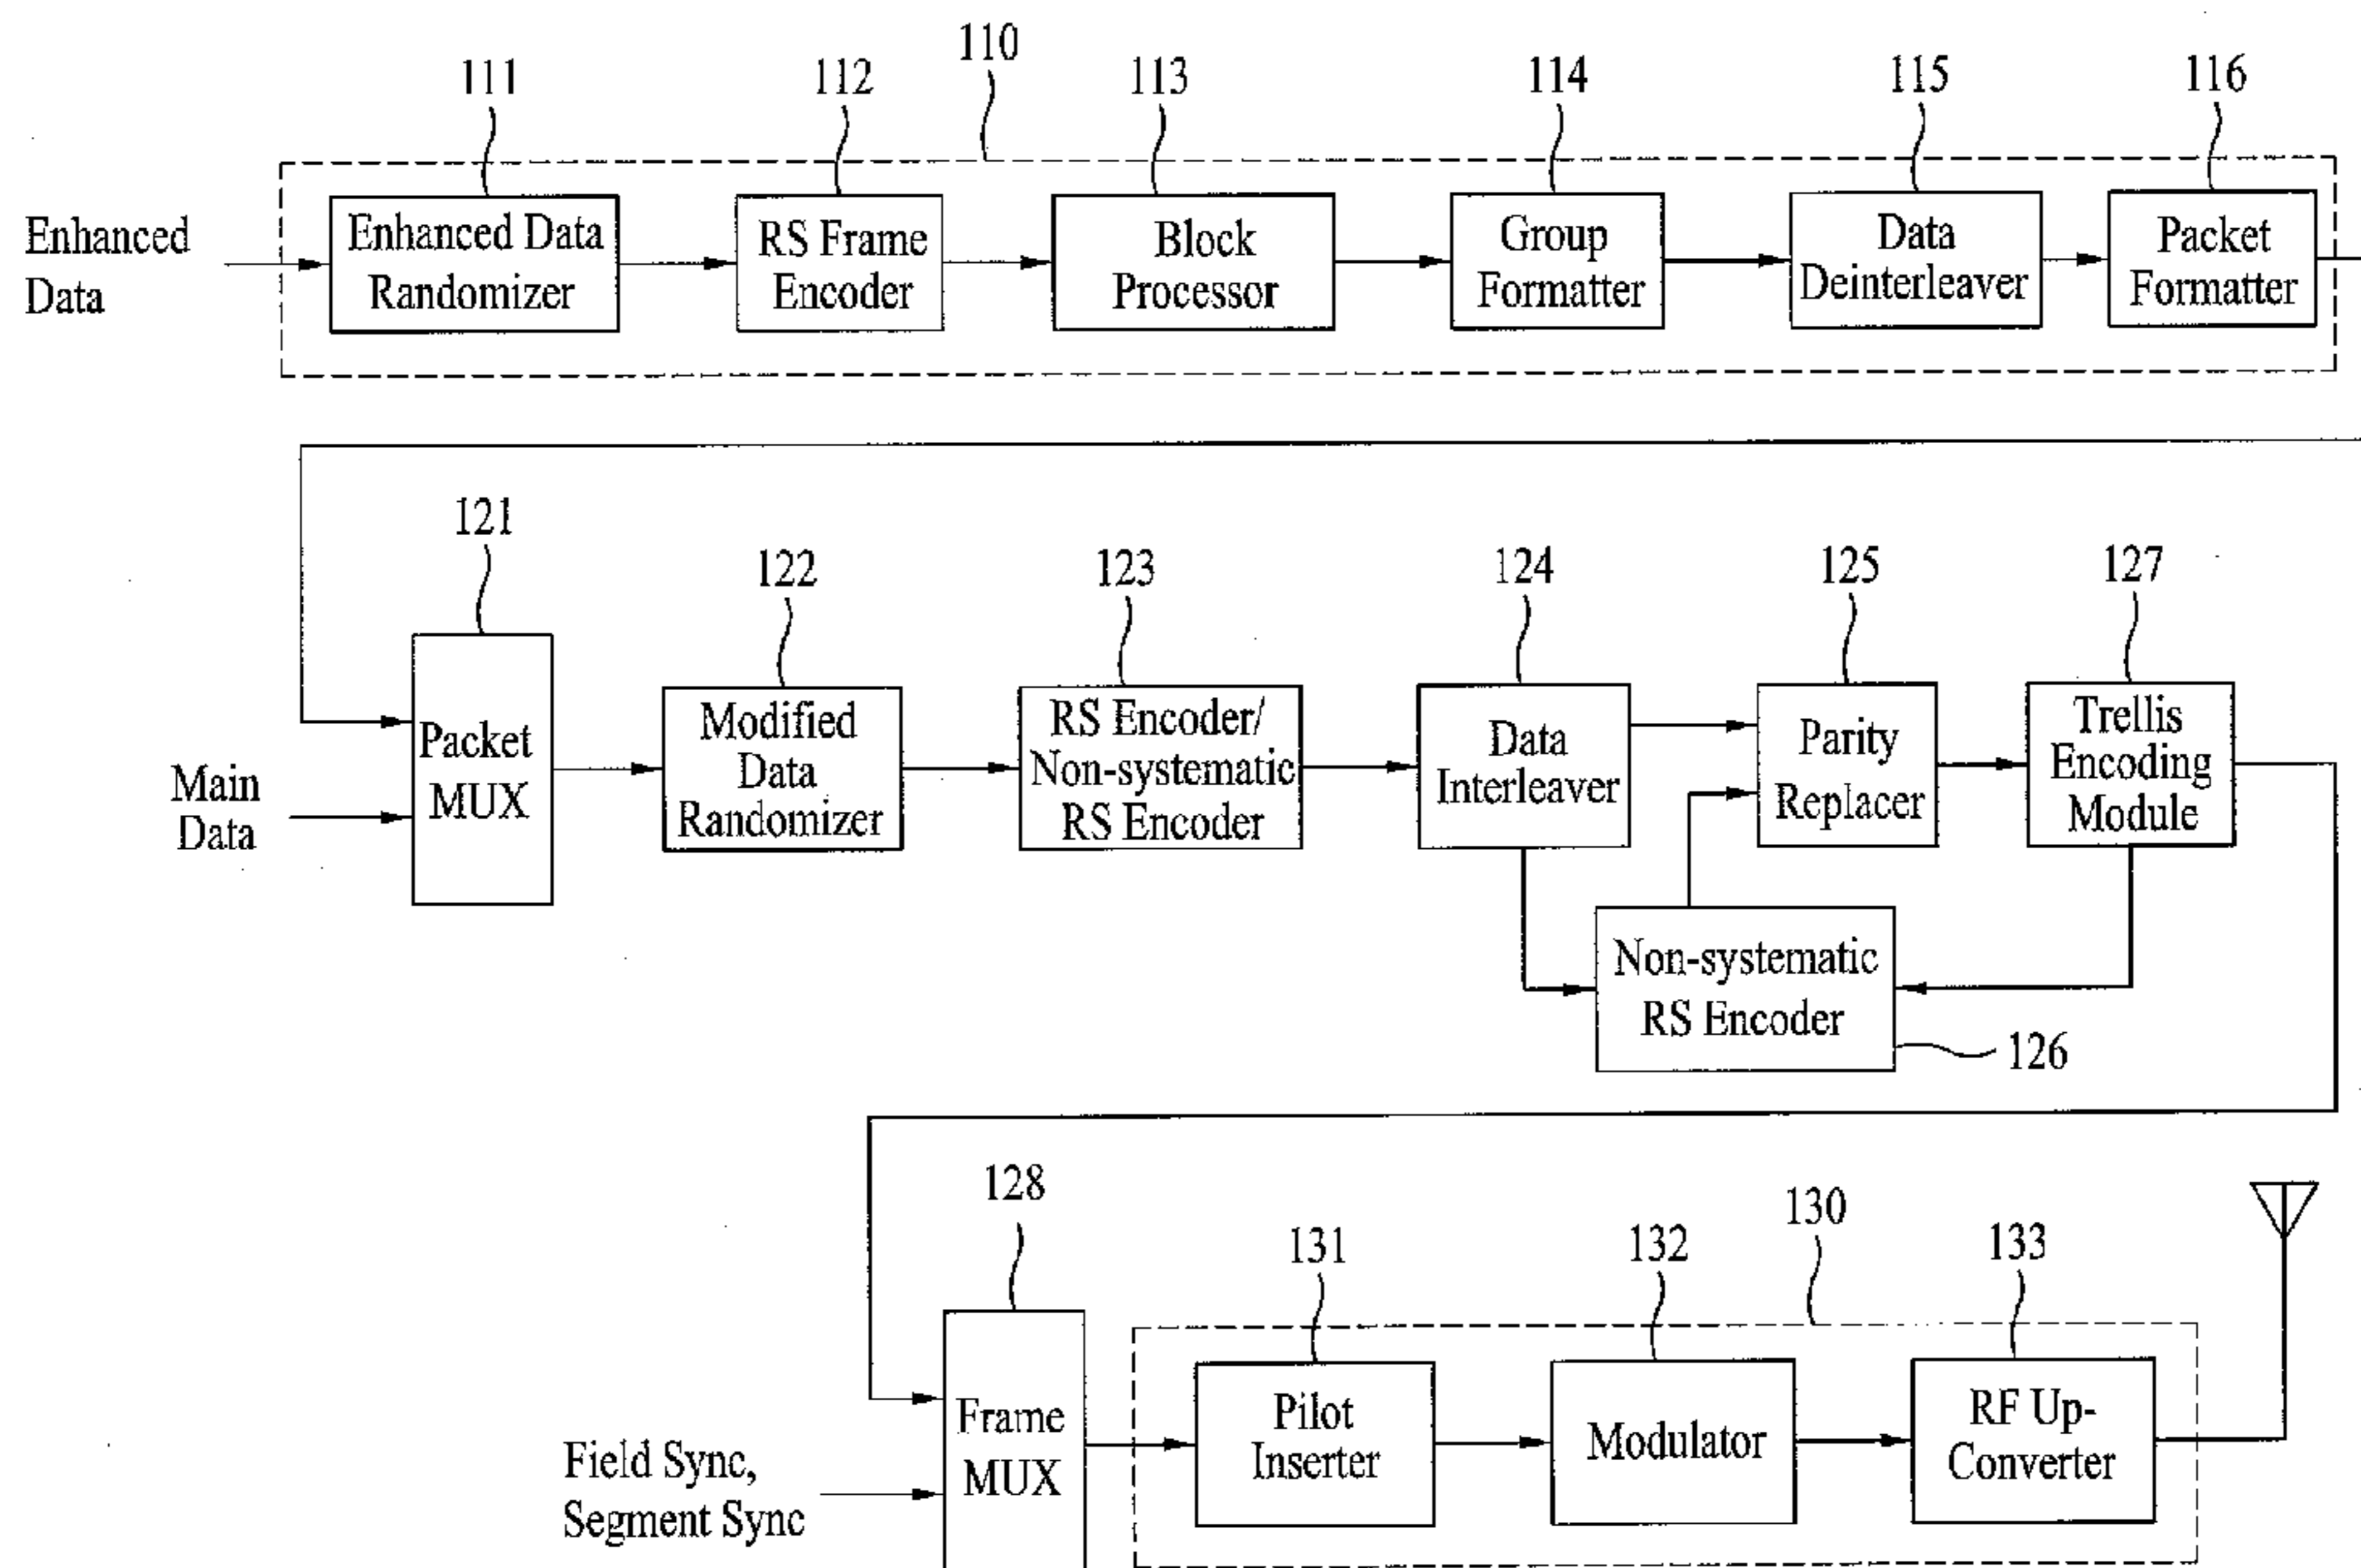 110
111
112
113
114
115
116
Enhanced
Data
Enhanced Data
Randomizer
RS Frame
Encoder
Block
Processor
Group
Formatter
Data
Deinterleaver
Packet
Formatter
121
122
123
124
125
127
Main
Data
Packet
MUX
Modified
Data
Randomizer
RS Encoder/
Non-systematic
RS Encoder
Data
Interleaver
Parity
Replacer
Trellis
Encoding
Module
Non-systematic
RS Encoder
126
128
130
131
132
133
Field Sync,
Segment Sync
Frame
MUX
Pilot
Inserter
Modulator
RF Up-
Converter